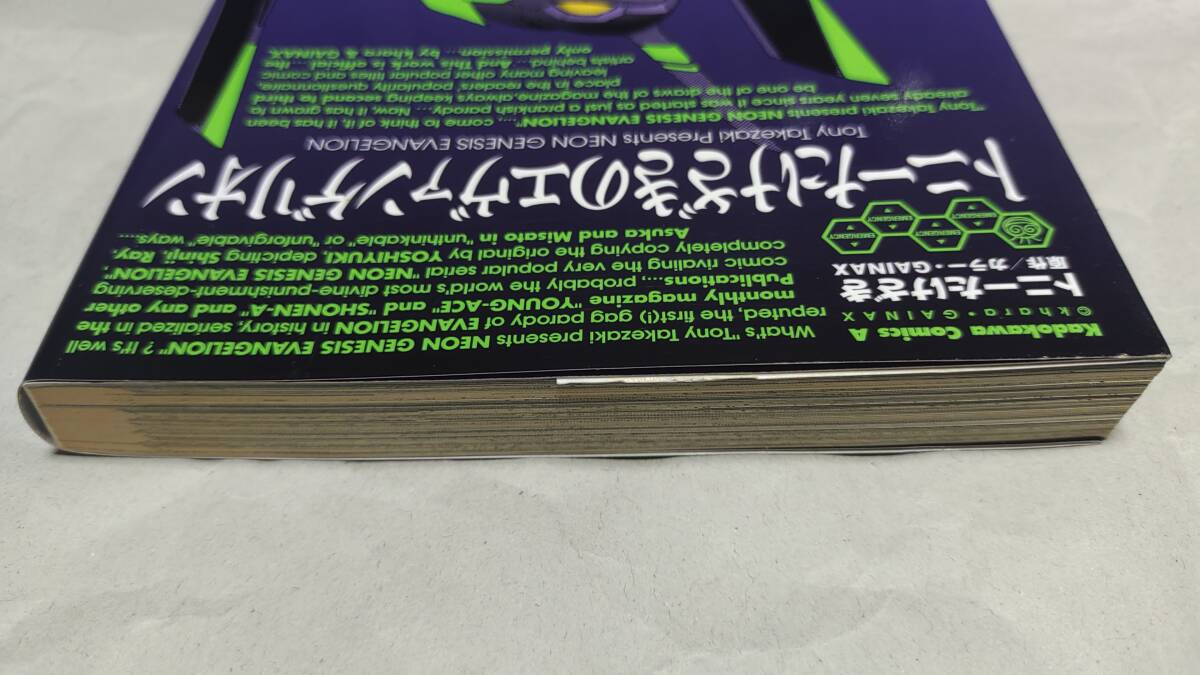 Kadokawa Comics A
©khara・GAINAX
トニーたけざき
原作/カラー・GAINAX
EMERGENCY
EMERGENCY
EMERGENCY
EMERGENCY
What's "Tony Takezaki presents NEON GENESIS EVANGELION"? It's well
reputed, the first(!) gag parody of EVANGELION in history, serialized in the
monthly magazine "YOUNG-ACE" and "SHONEN-A" and any other
Publications...., probably the world's most-divine-punishment-deserving
comic rivaling the very popular serial "NEON GENESIS EVANGELION",
completely copying the original by YOSHIYUKI, depicting Shinji, Ray,
Asuka and Misato in "unthinkable", or "unforgivable" ways....
トニーたけざきのエヴァンゲリオン
Tony Takezaki Presents NEON GENESIS EVANGELION
"Tony Takezaki presents NEON GENESIS EVANGELION"...., come to think of it, it has been
already seven years since it was started as just a prankish parody.... Now, it has grown to
be one of the draws of the magazine, always keeping second to third
place in the readers' popularity questionnaire,
leaving many other popular titles and comic
artists behind.... And This work is official... the...
only permission.... by khara & GAINAX.